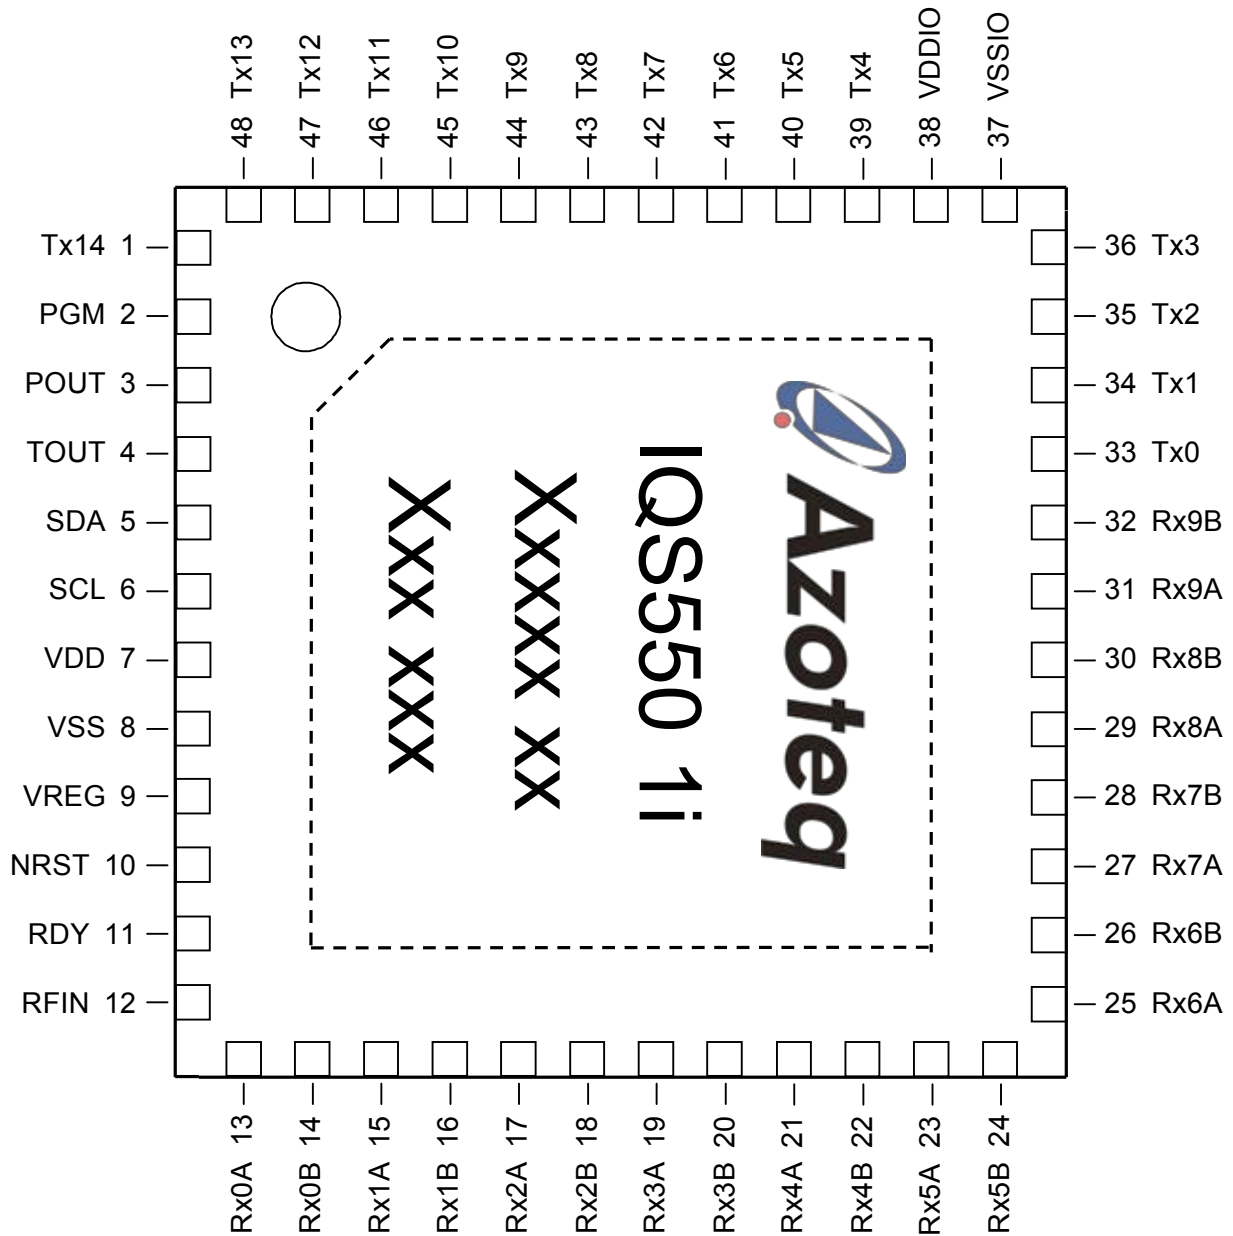 48 Tx13
47 Tx12
46 Tx11
45 Tx10
44 Tx9
43 Tx8
42 Tx7
41 Tx6
40 Tx5
39 Tx4
38 VDDIO
37 VSSIO
Tx14 1
PGM 2
POUT 3
TOUT 4
SDA 5
SCL 6
VDD 7
VSS 8
VREG 9
NRST 10
RDY 11
RFIN 12
Azoteq
IQS550 1i
Xxxxx xx
Xxx xxx
36 Tx3
35 Tx2
34 Tx1
33 Tx0
32 Rx9B
31 Rx9A
30 Rx8B
29 Rx8A
28 Rx7B
27 Rx7A
26 Rx6B
25 Rx6A
Rx0A 13
Rx0B 14
Rx1A 15
Rx1B 16
Rx2A 17
Rx2B 18
Rx3A 19
Rx3B 20
Rx4A 21
Rx4B 22
Rx5A 23
Rx5B 24